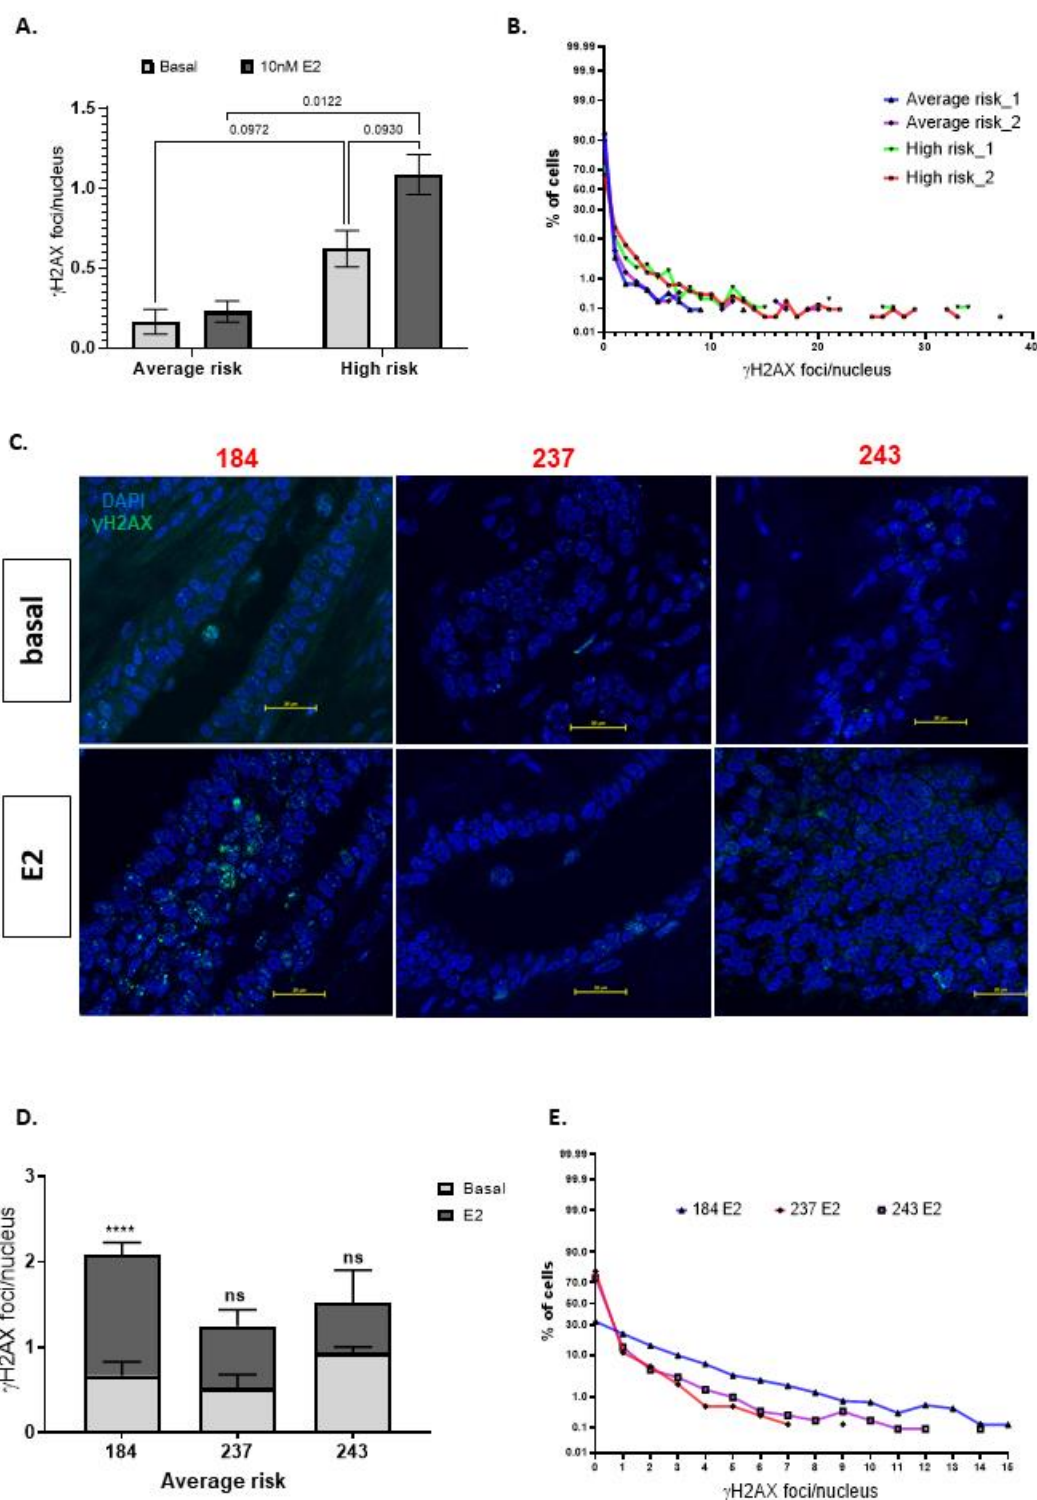 A.
Basal 10nM E2
0.0122
0.0972 0.0930
γH2AX foci/nucleus
1.5
1.0
0.5
0.0
Average risk High risk
B.
% of cells
99.99
99.9
99.0
90.0
70.0
60.0
30.0
10.0
1.0
0.1
0.01
Average risk_1
Average risk_2
High risk_1
High risk_2
0 10 20 30 40
γH2AX foci/nucleus
C.
184 237 243
DAPI
γH2AX
basal
E2
D.
γH2AX foci/nucleus
3
2
1
0
Basal
E2
****
ns
ns
184 237 243
Average risk
E.
% of cells
99.99
99.9
99.0
90.0
70.0
50.0
30.0
10.0
1.0
0.1
0.01
184 E2 237 E2 243 E2
0 1 2 3 4 5 6 7 8 9 10 11 12 13 14 15
γH2AX foci/nucleus